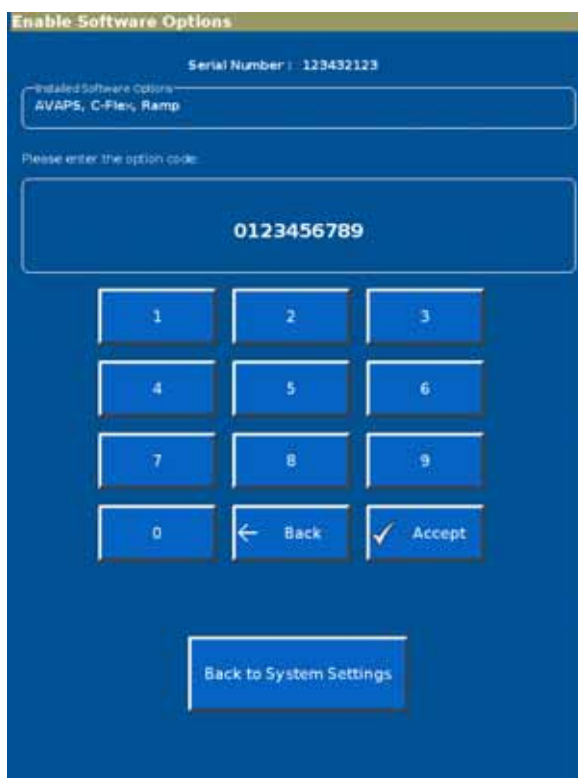 Enable Software Options
Serial Number : 123432123
Installed Software Options
AVAPS, C-Flex, Ramp
Please enter the option code:
0123456789
1 2 3
4 5 6
7 8 9
0 Back Accept
Back to System Settings